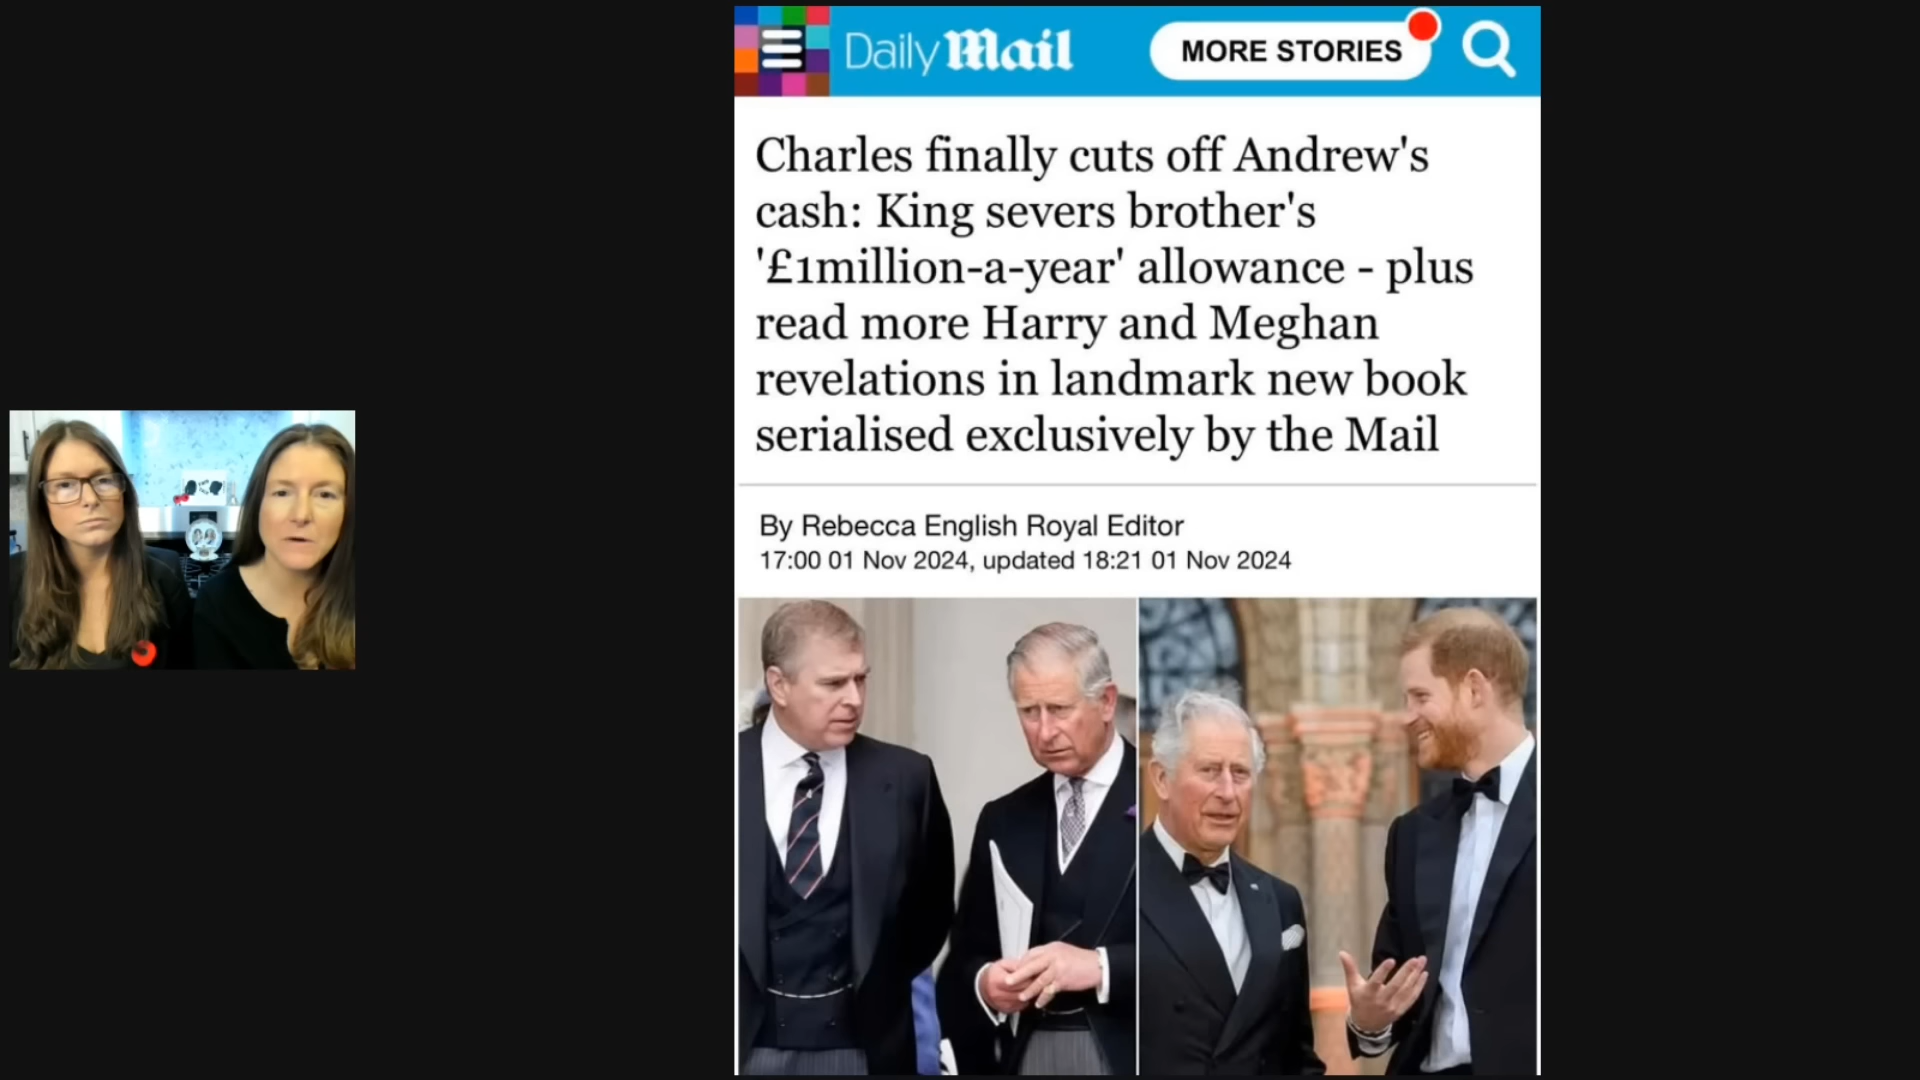 Daily Mail
MORE STORIES
Charles finally cuts off Andrew's
cash: King severs brother's
'£1million-a-year' allowance - plus
read more Harry and Meghan
revelations in landmark new book
serialised exclusively by the Mail
By Rebecca English Royal Editor
17:00 01 Nov 2024, updated 18:21 01 Nov 2024